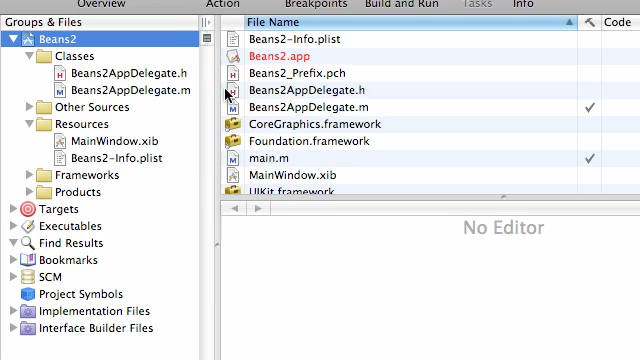 Overview Action Breakpoints Build and Run Tasks Info
Groups & Files
File Name Code
Beans2
Classes
Beans2AppDelegate.h
Beans2AppDelegate.m
Other Sources
Resources
MainWindow.xib
Beans2-Info.plist
Frameworks
Products
Targets
Executables
Find Results
Bookmarks
SCM
Project Symbols
Implementation Files
Interface Builder Files
Beans2-Info.plist
Beans2.app
Beans2_Prefix.pch
Beans2AppDelegate.h
Beans2AppDelegate.m
CoreGraphics.framework
Foundation.framework
main.m
MainWindow.xib
UIKit.framework
No Editor